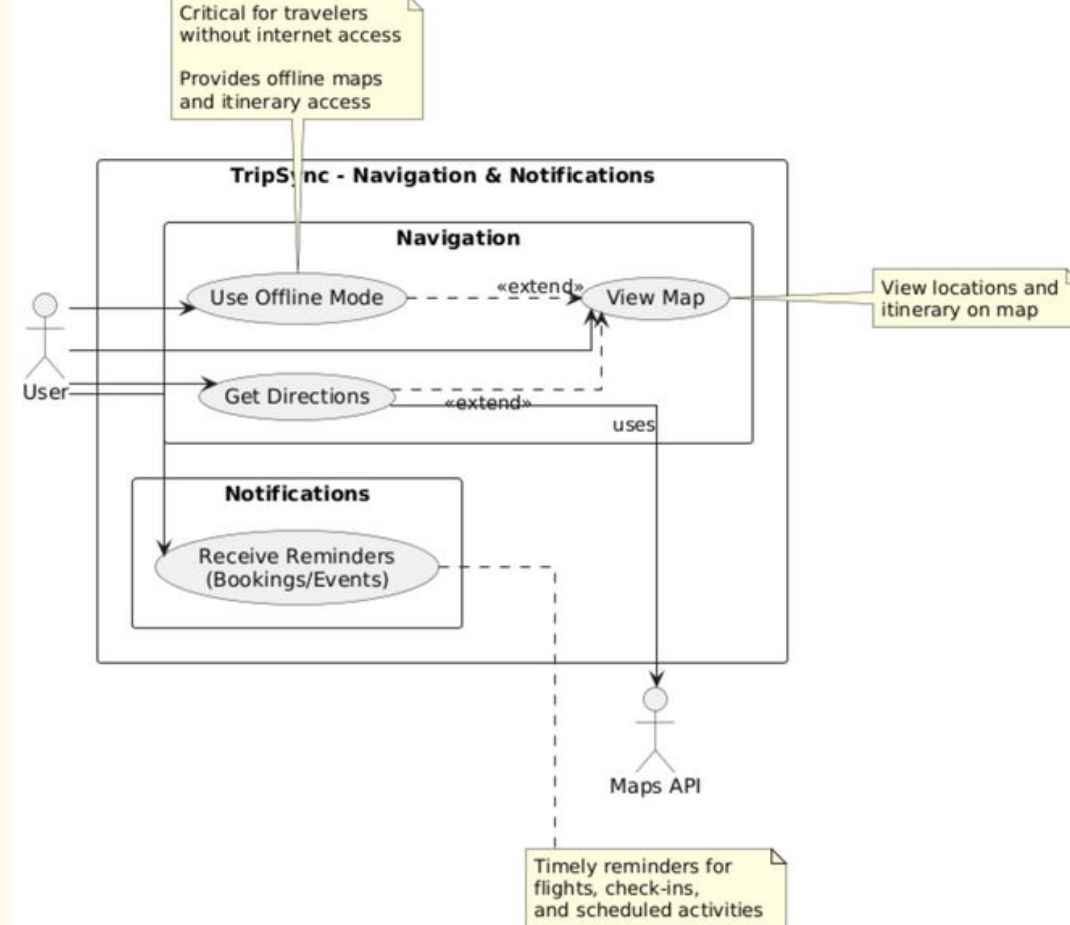 Critical for travelers
without internet access
Provides offline maps
and itinerary access
TripSync - Navigation & Notifications
Navigation
Use Offline Mode
«extend»
View Map
View locations and
itinerary on map
User
Get Directions
«extend»
uses
Notifications
Receive Reminders
(Bookings/Events)
Maps API
Timely reminders for
flights, check-ins,
and scheduled activities